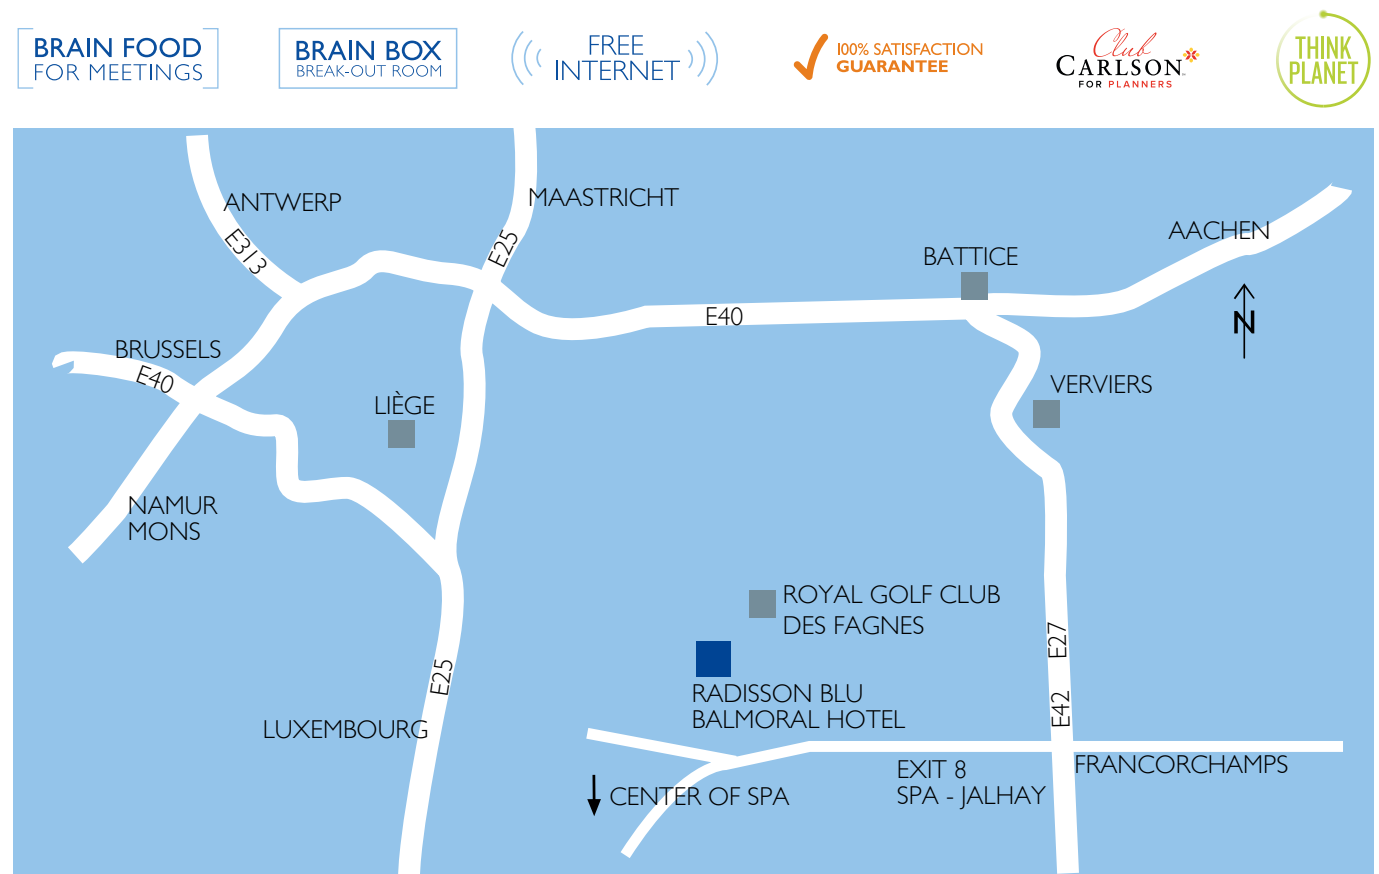 BRAIN FOOD
FOR MEETINGS
BRAIN BOX
BREAK-OUT ROOM
FREE
INTERNET
100% SATISFACTION
GUARANTEE
Club
CARLSON
FOR PLANNERS
THINK
PLANET
ANTWERP
MAASTRICHT
E313
E25
AACHEN
BATTICE
E40
N
BRUSSELS
E40
LIÈGE
VERVIERS
NAMUR
MONS
ROYAL GOLF CLUB
DES FAGNES
E27
E25
RADISSON BLU
BALMORAL HOTEL
E42
LUXEMBOURG
EXIT 8
SPA - JALHAY
FRANCORCHAMPS
CENTER OF SPA